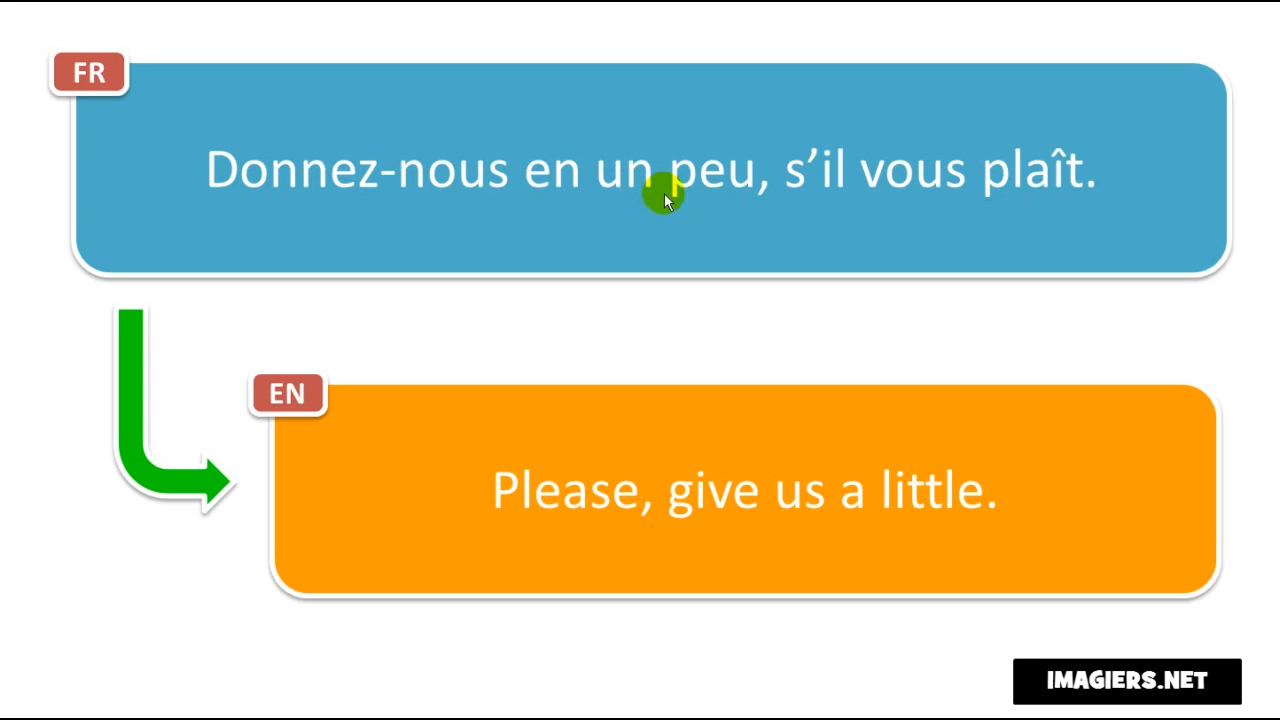 FR
Donnez-nous en un peu, s’il vous plaît.
EN
Please, give us a little.
IMAGIERS.NET